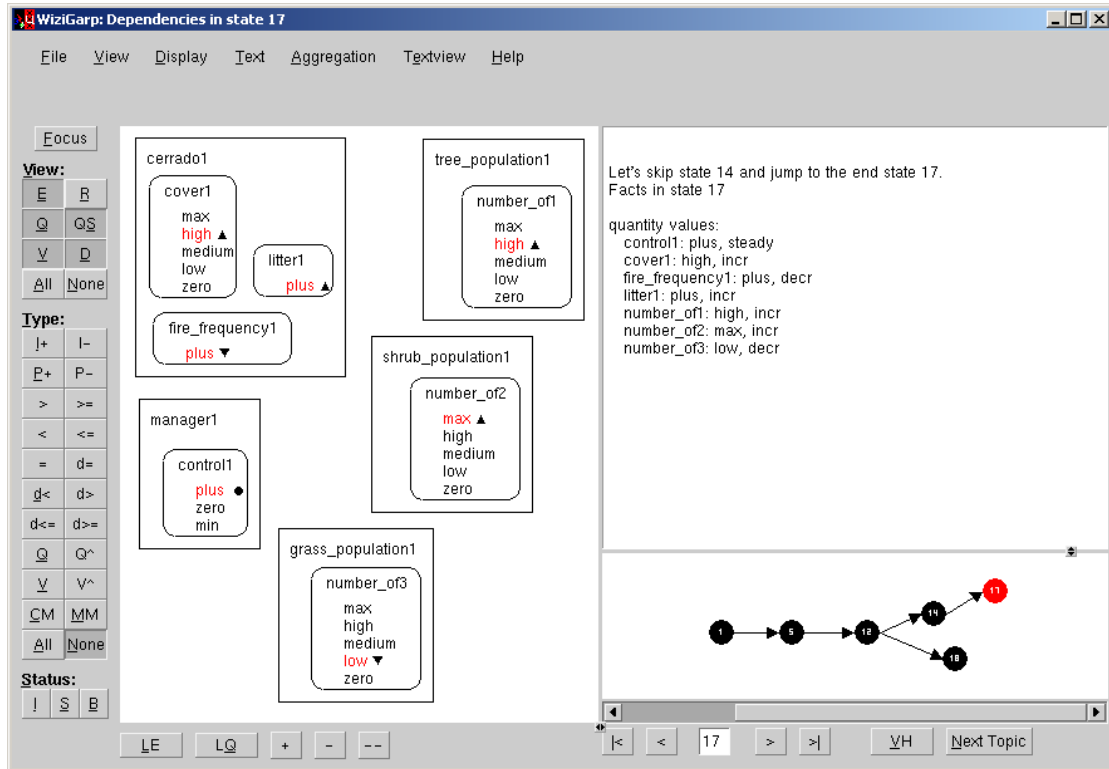 WiziGarp: Dependencies in state 17
File View Display Text Aggregation Textview Help
Focus
View:
E R
Q QS
V D
All None
Type:
I+ I-
P+ P-
> >=
< <=
= d=
d< d>
d<= d>=
Q Q^
V V^
CM MM
All None
Status:
I S B
cerrado1
cover1
max
high ▲
medium
low
zero
litter1
plus ▲
fire_frequency1
plus ▼
tree_population1
number_of1
max
high ▲
medium
low
zero
shrub_population1
number_of2
max ▲
high
medium
low
zero
manager1
control1
plus ●
zero
min
grass_population1
number_of3
max
high
medium
low ▼
zero
LE LQ + - --
Let's skip state 14 and jump to the end state 17.
Facts in state 17
quantity values:
control1: plus, steady
cover1: high, incr
fire_frequency1: plus, decr
litter1: plus, incr
number_of1: high, incr
number_of2: max, incr
number_of3: low, decr
1 5 12 14 17
18
|< < 17 > >| VH Next Topic